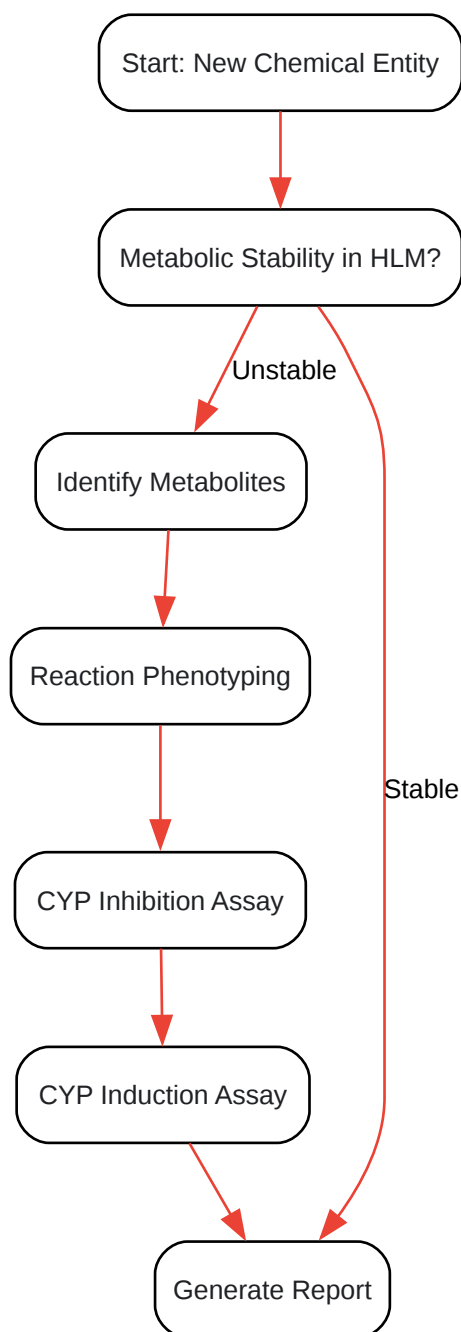 Start: New Chemical Entity
Metabolic Stability in HLM?
Unstable
Identify Metabolites
Reaction Phenotyping
Stable
CYP Inhibition Assay
CYP Induction Assay
Generate Report